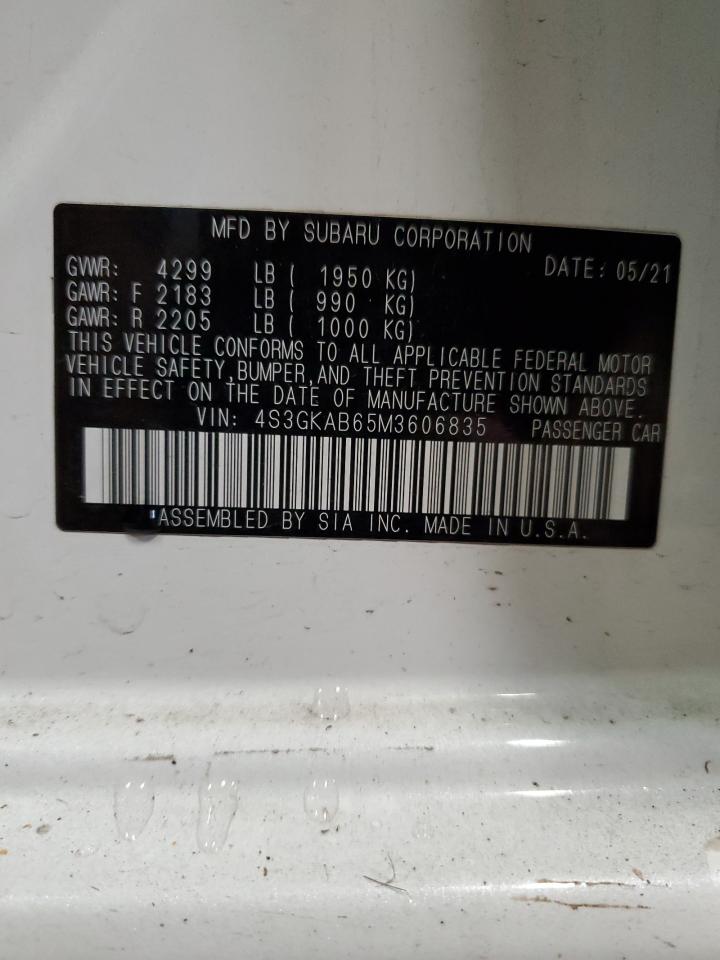 MFD BY SUBARU CORPORATION
GVWR: 4299 LB ( 1950 KG) DATE: 05/21
GAWR: F 2183 LB ( 990 KG)
GAWR: R 2205 LB ( 1000 KG)
THIS VEHICLE CONFORMS TO ALL APPLICABLE FEDERAL MOTOR
VEHICLE SAFETY,BUMPER,AND THEFT PREVENTION STANDARDS
IN EFFECT ON THE DATE OF MANUFACTURE SHOWN ABOVE.
VIN: 4S3GKAB65M3606835 PASSENGER CAR
ASSEMBLED BY SIA INC. MADE IN U.S.A.